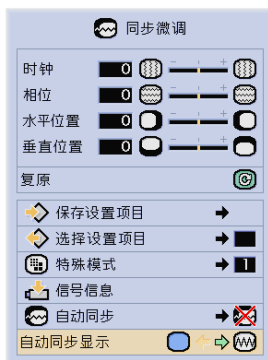 同步微调
时钟 0
相位 0
水平位置 0
垂直位置 0
复原
保存设置项目
选择设置项目
特殊模式 1
信号信息
自动同步
自动同步显示